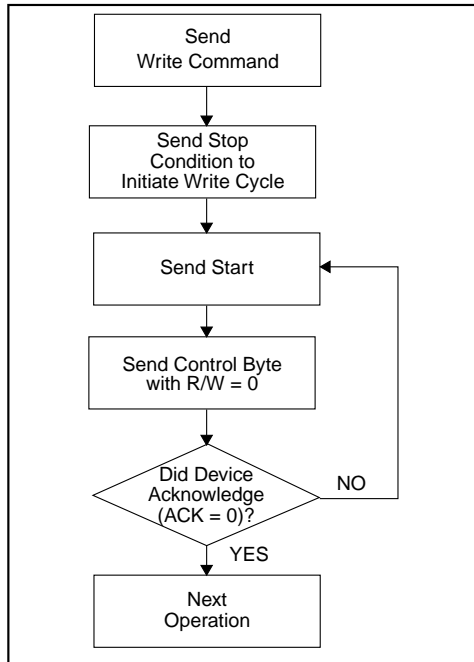 Send
Write Command
Send Stop
Condition to
Initiate Write Cycle
Send Start
Send Control Byte
with R/W = 0
Did Device
Acknowledge
(ACK = 0)?
NO
YES
Next
Operation